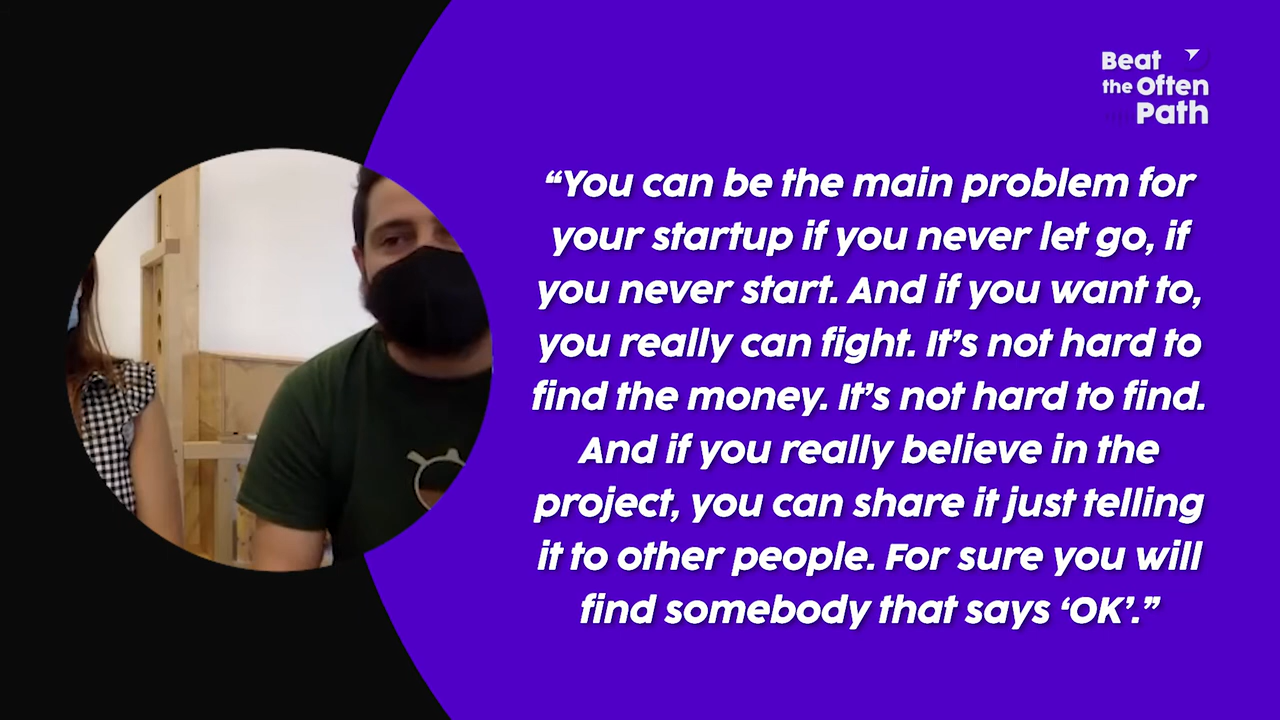 Beat
the Often
Path
“You can be the main problem for
your startup if you never let go, if
you never start. And if you want to,
you really can fight. It’s not hard to
find the money. It’s not hard to find.
And if you really believe in the
project, you can share it just telling
it to other people. For sure you will
find somebody that says ‘OK’.”